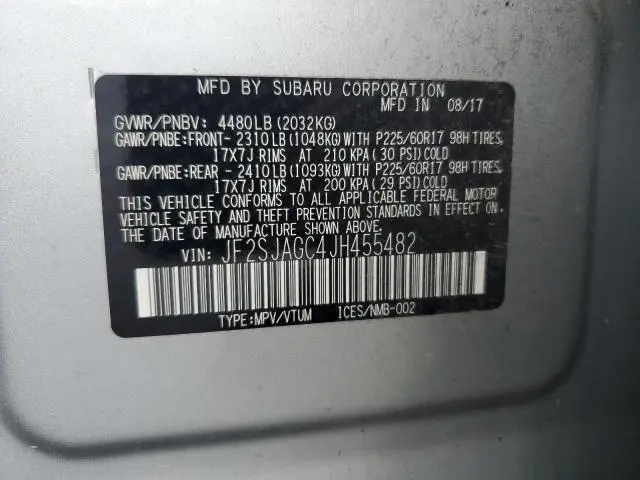 MFD BY SUBARU CORPORATION
MFD IN 08/17
GVWR/PNBV: 4480LB (2032KG)
GAWR/PNBE:FRONT- 2310LB (1048KG)WITH P225/60R17 98H TIRES,
17X7J RIMS AT 210 KPA (30 PSI)COLD
GAWR/PNBE:REAR - 2410LB (1093KG)WITH P225/60R17 98H TIRES,
17X7J RIMS AT 200 KPA (29 PSI)COLD
THIS VEHICLE CONFORMS TO ALL APPLICABLE FEDERAL MOTOR
VEHICLE SAFETY AND THEFT PREVENTION STANDARDS IN EFFECT ON
THE DATE OF MANUFACTURE SHOWN ABOVE.
VIN: JF2SJAGC4JH455482
TYPE:MPV/VTUM ICES/NMB-002